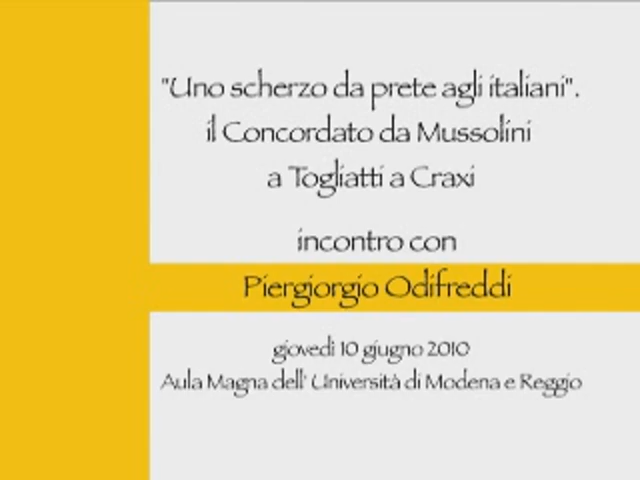 "Uno scherzo da prete agli italiani".
il Concordato da Mussolini
a Togliatti a Craxi
incontro con
Piergiorgio Odifreddi
giovedì 10 giugno 2010
Aula Magna dell' Università di Modena e Reggio